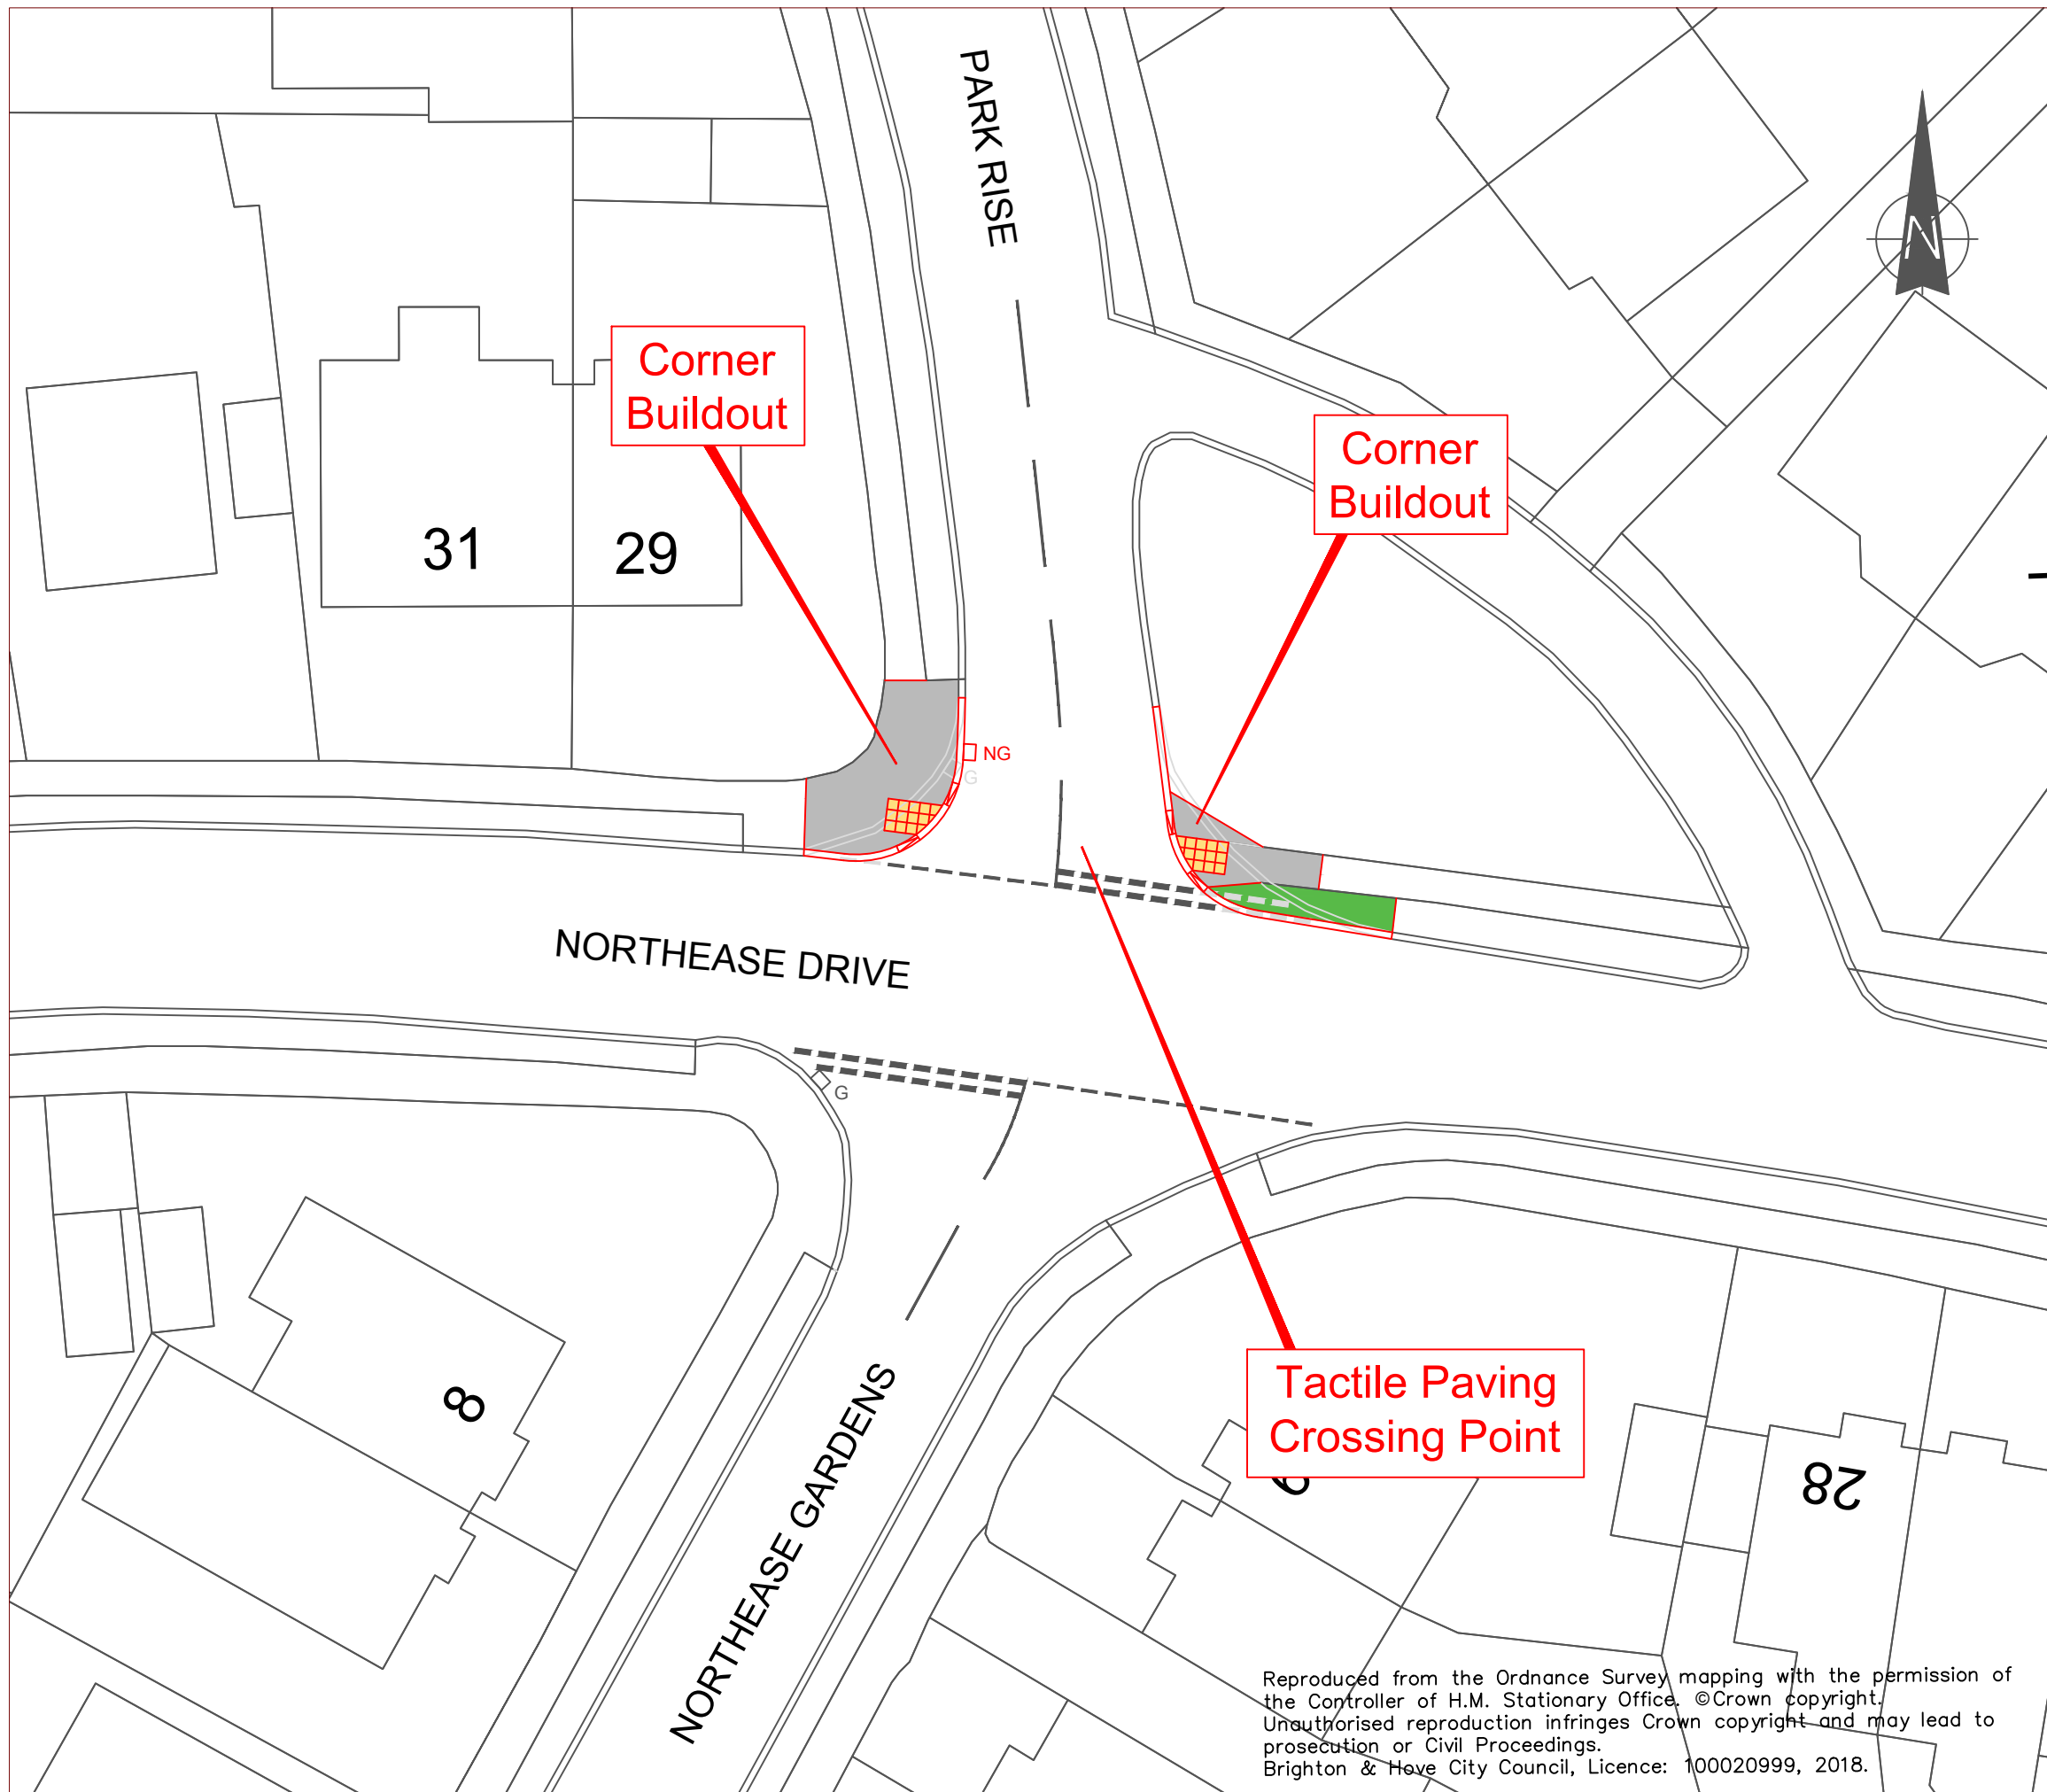 PARK RISE
N
Corner
Buildout
Corner
Buildout
31
29
NG
G
NORTHEASE DRIVE
G
8
NORTHEASE GARDENS
Tactile Paving
Crossing Point
28
Reproduced from the Ordnance Survey mapping with the permission of
the Controller of H.M. Stationary Office. ©Crown copyright.
Unauthorised reproduction infringes Crown copyright and may lead to
prosecution or Civil Proceedings.
Brighton & Hove City Council, Licence: 100020999, 2018.